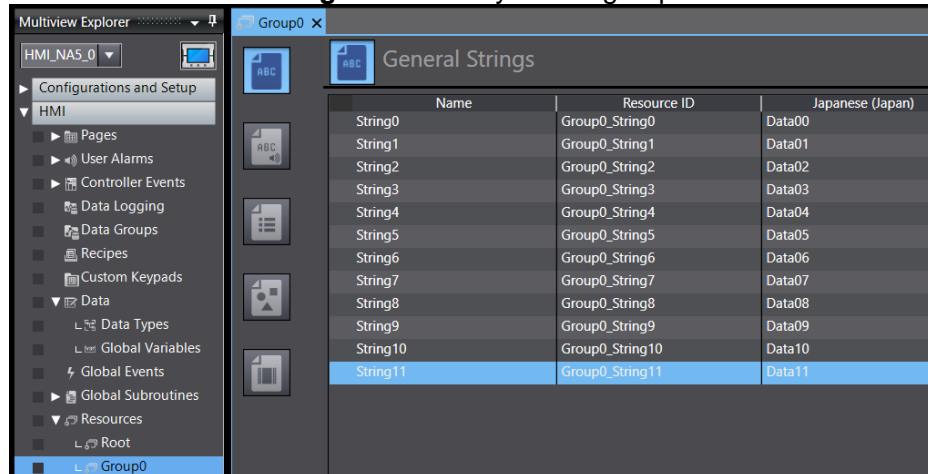 Multiview Explorer
HMI_NA5_0
Configurations and Setup
HMI
Pages
User Alarms
Controller Events
Data Logging
Data Groups
Recipes
Custom Keypads
Data
Data Types
Global Variables
Global Events
Global Subroutines
Resources
Root
Group0
Group0
ABC
ABC
ABC General Strings
Name Resource ID Japanese (Japan)
String0 Group0_String0 Data00
String1 Group0_String1 Data01
String2 Group0_String2 Data02
String3 Group0_String3 Data03
String4 Group0_String4 Data04
String5 Group0_String5 Data05
String6 Group0_String6 Data06
String7 Group0_String7 Data07
String8 Group0_String8 Data08
String9 Group0_String9 Data09
String10 Group0_String10 Data10
String11 Group0_String11 Data11